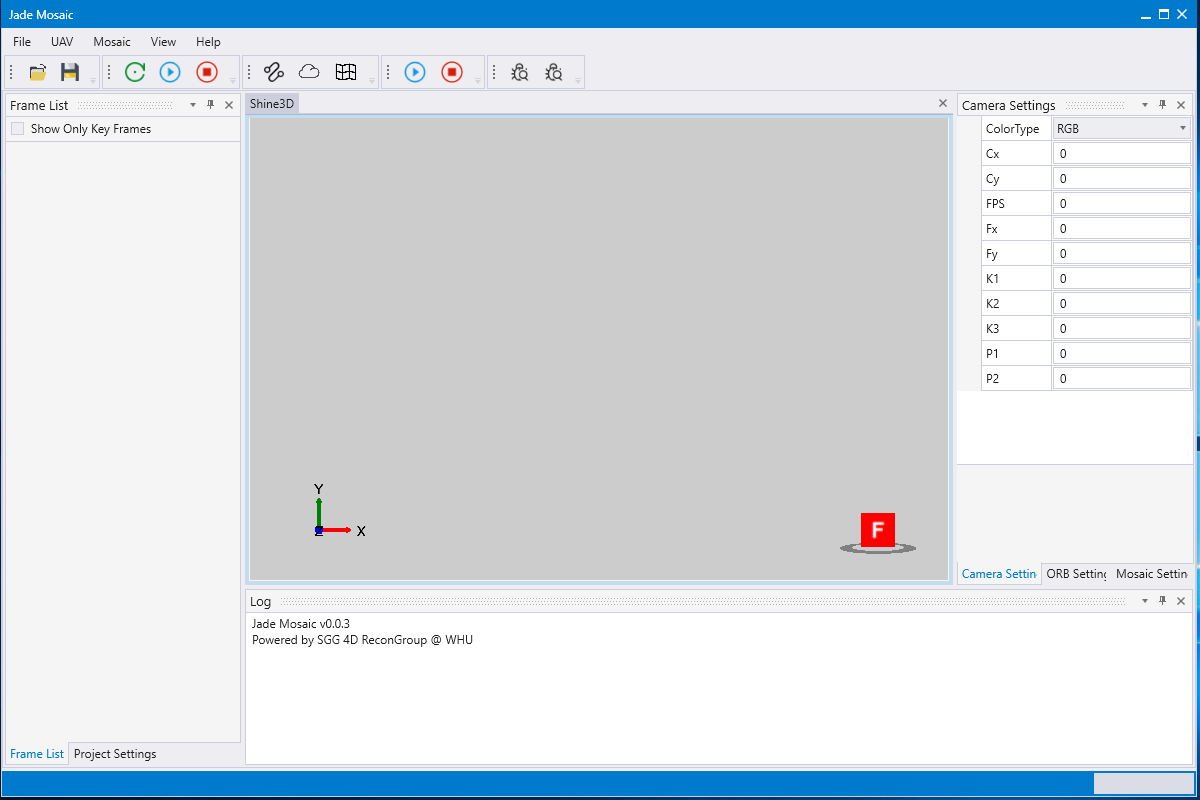 Jade Mosaic
File UAV Mosaic View Help
Frame List
Show Only Key Frames
Shine3D
Y
X
Z
F
Camera Settings
ColorType RGB
Cx 0
Cy 0
FPS 0
Fx 0
Fy 0
K1 0
K2 0
K3 0
P1 0
P2 0
Camera Settin ORB Setting Mosaic Settin
Log
Jade Mosaic v0.0.3
Powered by SGG 4D ReconGroup @ WHU
Frame List Project Settings